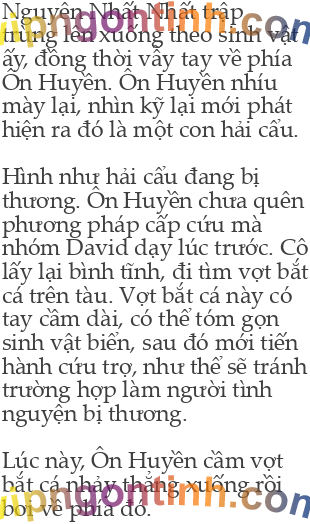 Nguyên Nhất Nhất trập
trùng lên xuống theo sinh vật
ấy, đồng thời vẫy tay về phía
Ôn Huyền. Ôn Huyền nhíu
mày lại, nhìn kỹ lại mới phát
hiện ra đó là một con hải cẩu.
Hình như hải cẩu đang bị
thương. Ôn Huyền chưa quên
phương pháp cấp cứu mà
nhóm David dạy lúc trước. Cô
lấy lại bình tĩnh, đi tìm vợt bắt
cá trên tàu. Vợt bắt cá này có
tay cầm dài, có thể tóm gọn
sinh vật biển, sau đó mới tiến
hành cứu trợ, như thế sẽ tránh
trường hợp làm người tình
nguyện bị thương.
Lúc này, Ôn Huyền cầm vợt
bắt cá nhảy thẳng xuống rồi
bơi về phía đó.
vipngontinh.com
vipngontinh.com